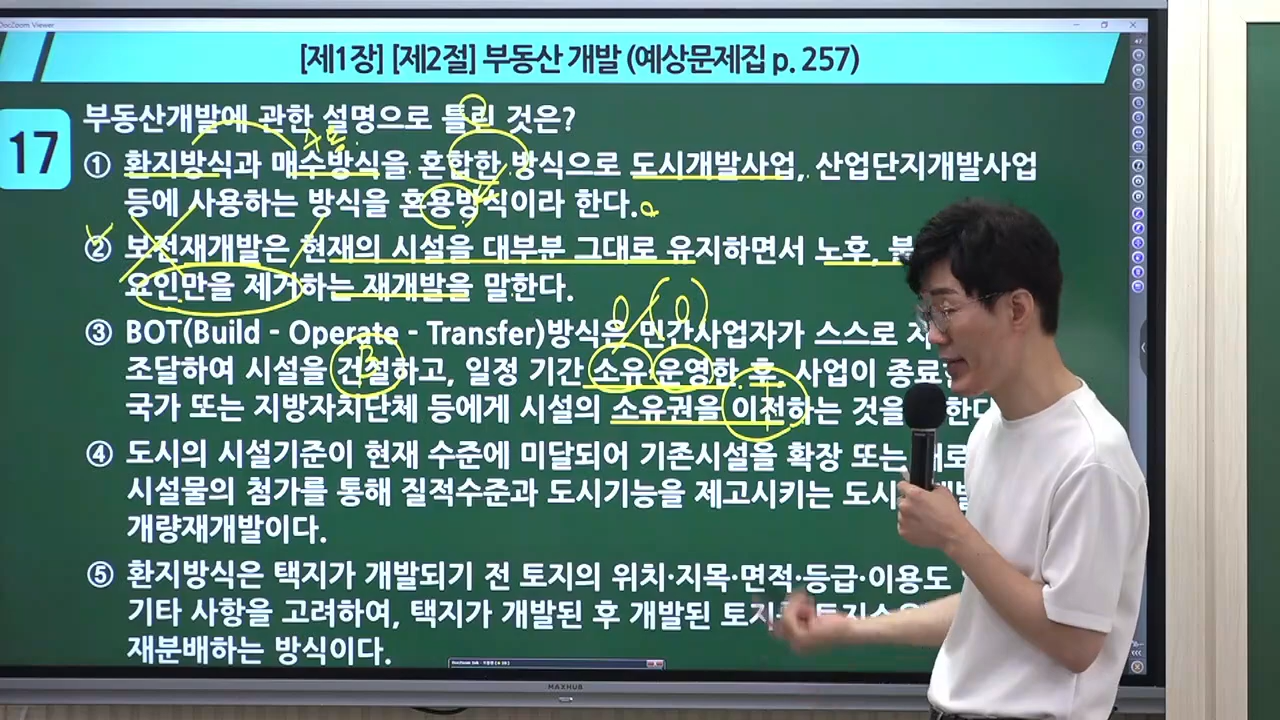 DocZoom Viewer
[제1장] [제2절] 부동산 개발 (예상문제집 p. 257)
17
부동산개발에 관한 설명으로 틀린 것은?
① 환지방식과 매수방식을 혼합한 방식으로 도시개발사업, 산업단지개발사업
등에 사용하는 방식을 혼용방식이라 한다.
② 보전재개발은 현재의 시설을 대부분 그대로 유지하면서 노후,
요인만을 제거하는 재개발을 말한다.
③ BOT(Build - Operate - Transfer)방식은 민간사업자가 스스로
조달하여 시설을 건설하고, 일정 기간 소유·운영한 후, 사업이
국가 또는 지방자치단체 등에게 시설의 소유권을 이전하는 것을
④ 도시의 시설기준이 현재 수준에 미달되어 기존시설을 확장 또는
시설물의 첨가를 통해 질적수준과 도시기능을 제고시키는
개량재개발이다.
⑤ 환지방식은 택지가 개발되기 전 토지의 위치·지목·면적·등급·이용도
기타 사항을 고려하여, 택지가 개발된 후 개발된
재분배하는 방식이다.
MAXHUB